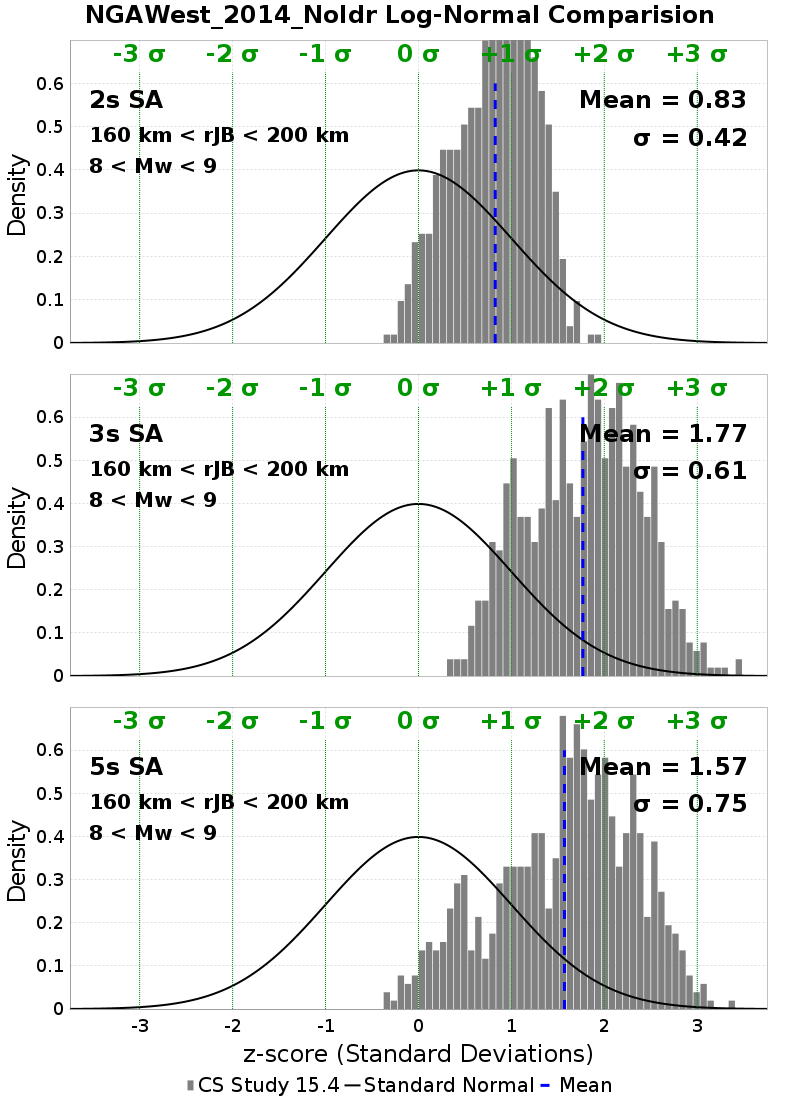 NGAWest_2014_NoIdr Log-Normal Comparision
-3 σ -2 σ -1 σ 0 σ +1 σ +2 σ +3 σ
2s SA
160 km < rJB < 200 km
8 < Mw < 9
Mean = 0.83
σ = 0.42
Density
0.6
0.5
0.4
0.3
0.2
0.1
0
-3 σ -2 σ -1 σ 0 σ +1 σ +2 σ +3 σ
3s SA
160 km < rJB < 200 km
8 < Mw < 9
Mean = 1.77
σ = 0.61
Density
0.6
0.5
0.4
0.3
0.2
0.1
0
-3 σ -2 σ -1 σ 0 σ +1 σ +2 σ +3 σ
5s SA
160 km < rJB < 200 km
8 < Mw < 9
Mean = 1.57
σ = 0.75
Density
0.6
0.5
0.4
0.3
0.2
0.1
0
-3 -2 -1 0 1 2 3
z-score (Standard Deviations)
CS Study 15.4 Standard Normal Mean